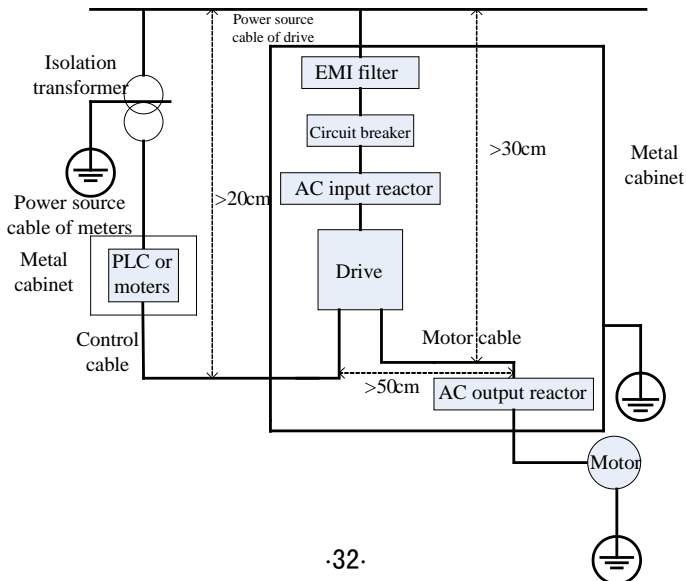 Power source
cable of drive
Isolation
transformer
EMI filter
Circuit breaker
>30cm
Metal
cabinet
AC input reactor
>20cm
Power source
cable of meters
Metal
cabinet
PLC or
moters
Drive
Control
cable
Motor cable
>50cm
AC output reactor
Motor
·32·